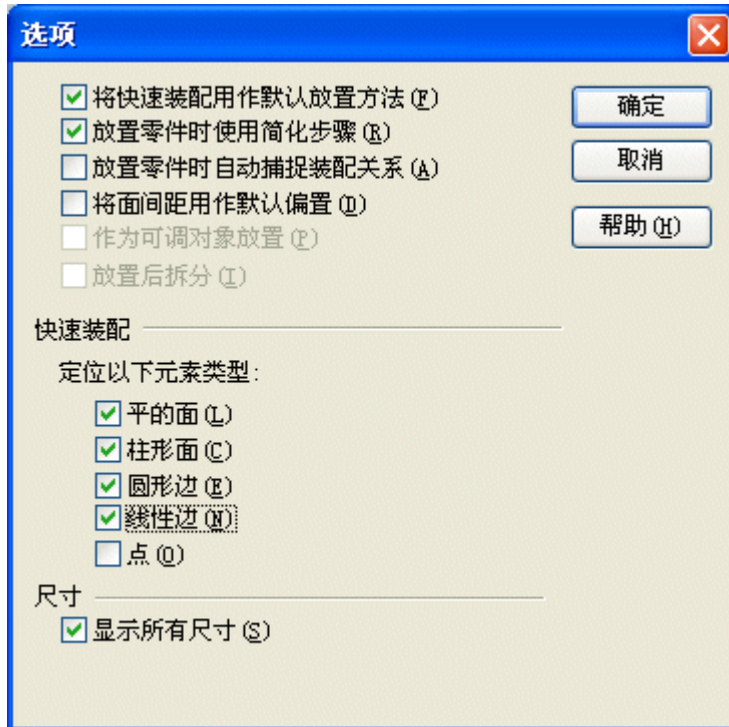 选项
将快速装配用作默认放置方法(F)
放置零件时使用简化步骤(R)
放置零件时自动捕捉装配关系(A)
将面间距用作默认偏置(D)
作为可调对象放置(P)
放置后拆分(I)
确定
取消
帮助(H)
快速装配
定位以下元素类型:
平的面(L)
柱形面(C)
圆形边(E)
线性边(N)
点(O)
尺寸
显示所有尺寸(S)